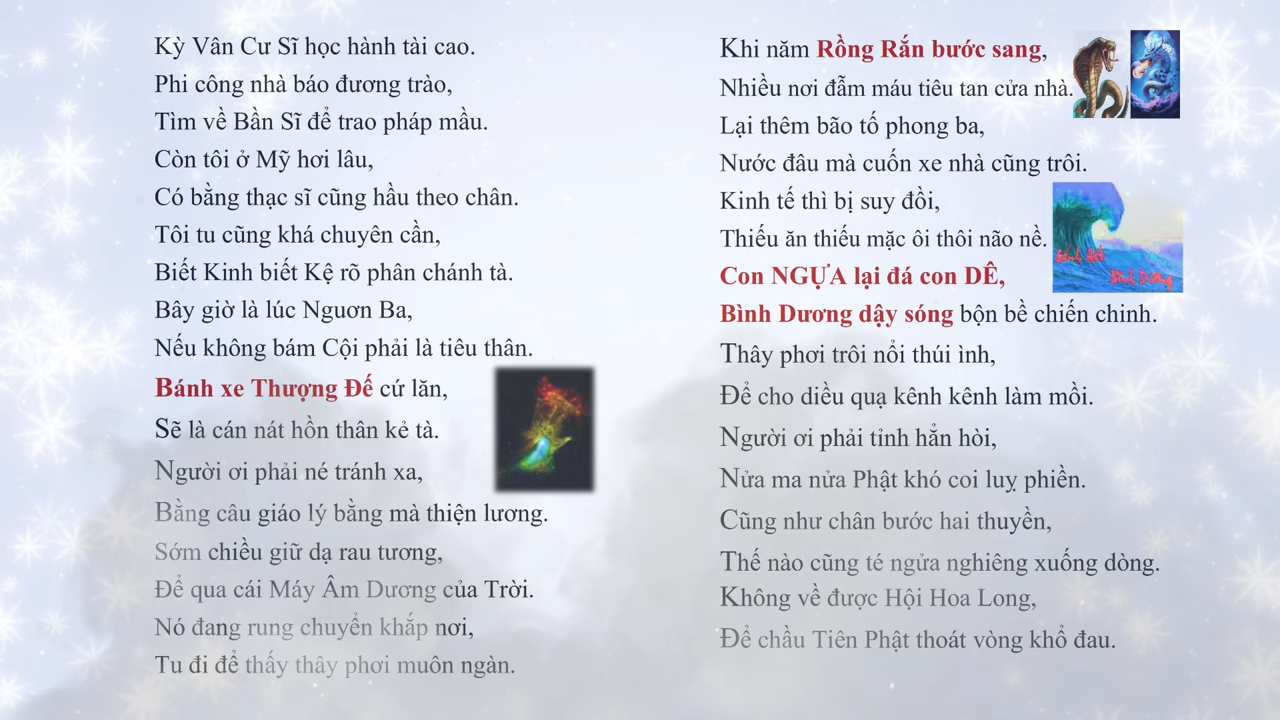 Kỳ Vân Cư Sĩ học hành tài cao.
Phi công nhà báo đương trào,
Tìm về Bần Sĩ để trao pháp mầu.
Còn tôi ở Mỹ hơi lâu,
Có bằng thạc sĩ cũng hầu theo chân.
Tôi tu cũng khá chuyên cần,
Biết Kinh biết Kệ rõ phân chánh tà.
Bây giờ là lúc Nguơn Ba,
Nếu không bám Cội phải là tiêu thân.
Bánh xe Thượng Đế cứ lăn,
Sẽ là cán nát hồn thân kẻ tà.
Người ơi phải né tránh xa,
Bằng câu giáo lý bằng mà thiện lương.
Sớm chiều giữ dạ rau tương,
Để qua cái Máy Âm Dương của Trời.
Nó đang rung chuyển khắp nơi,
Tu đi để thấy thây phơi muôn ngàn.
Khi năm Rồng Rắn bước sang,
Nhiều nơi đẫm máu tiêu tan cửa nhà.
Lại thêm bão tố phong ba,
Nước đâu mà cuốn xe nhà cũng trôi.
Kinh tế thì bị suy đồi,
Thiếu ăn thiếu mặc ôi thôi não nề.
Con NGỰA lại đá con DÊ,
Bình Dương dậy sóng bộn bề chiến chinh.
Thây phơi trôi nổi thúi ình,
Để cho diều quạ kênh kênh làm mồi.
Người ơi phải tỉnh hẳn hòi,
Nửa ma nửa Phật khó coi luỵ phiền.
Cũng như chân bước hai thuyền,
Thế nào cũng té ngửa nghiêng xuống dòng.
Không về được Hội Hoa Long,
Để chầu Tiên Phật thoát vòng khổ đau.
Bình Dương